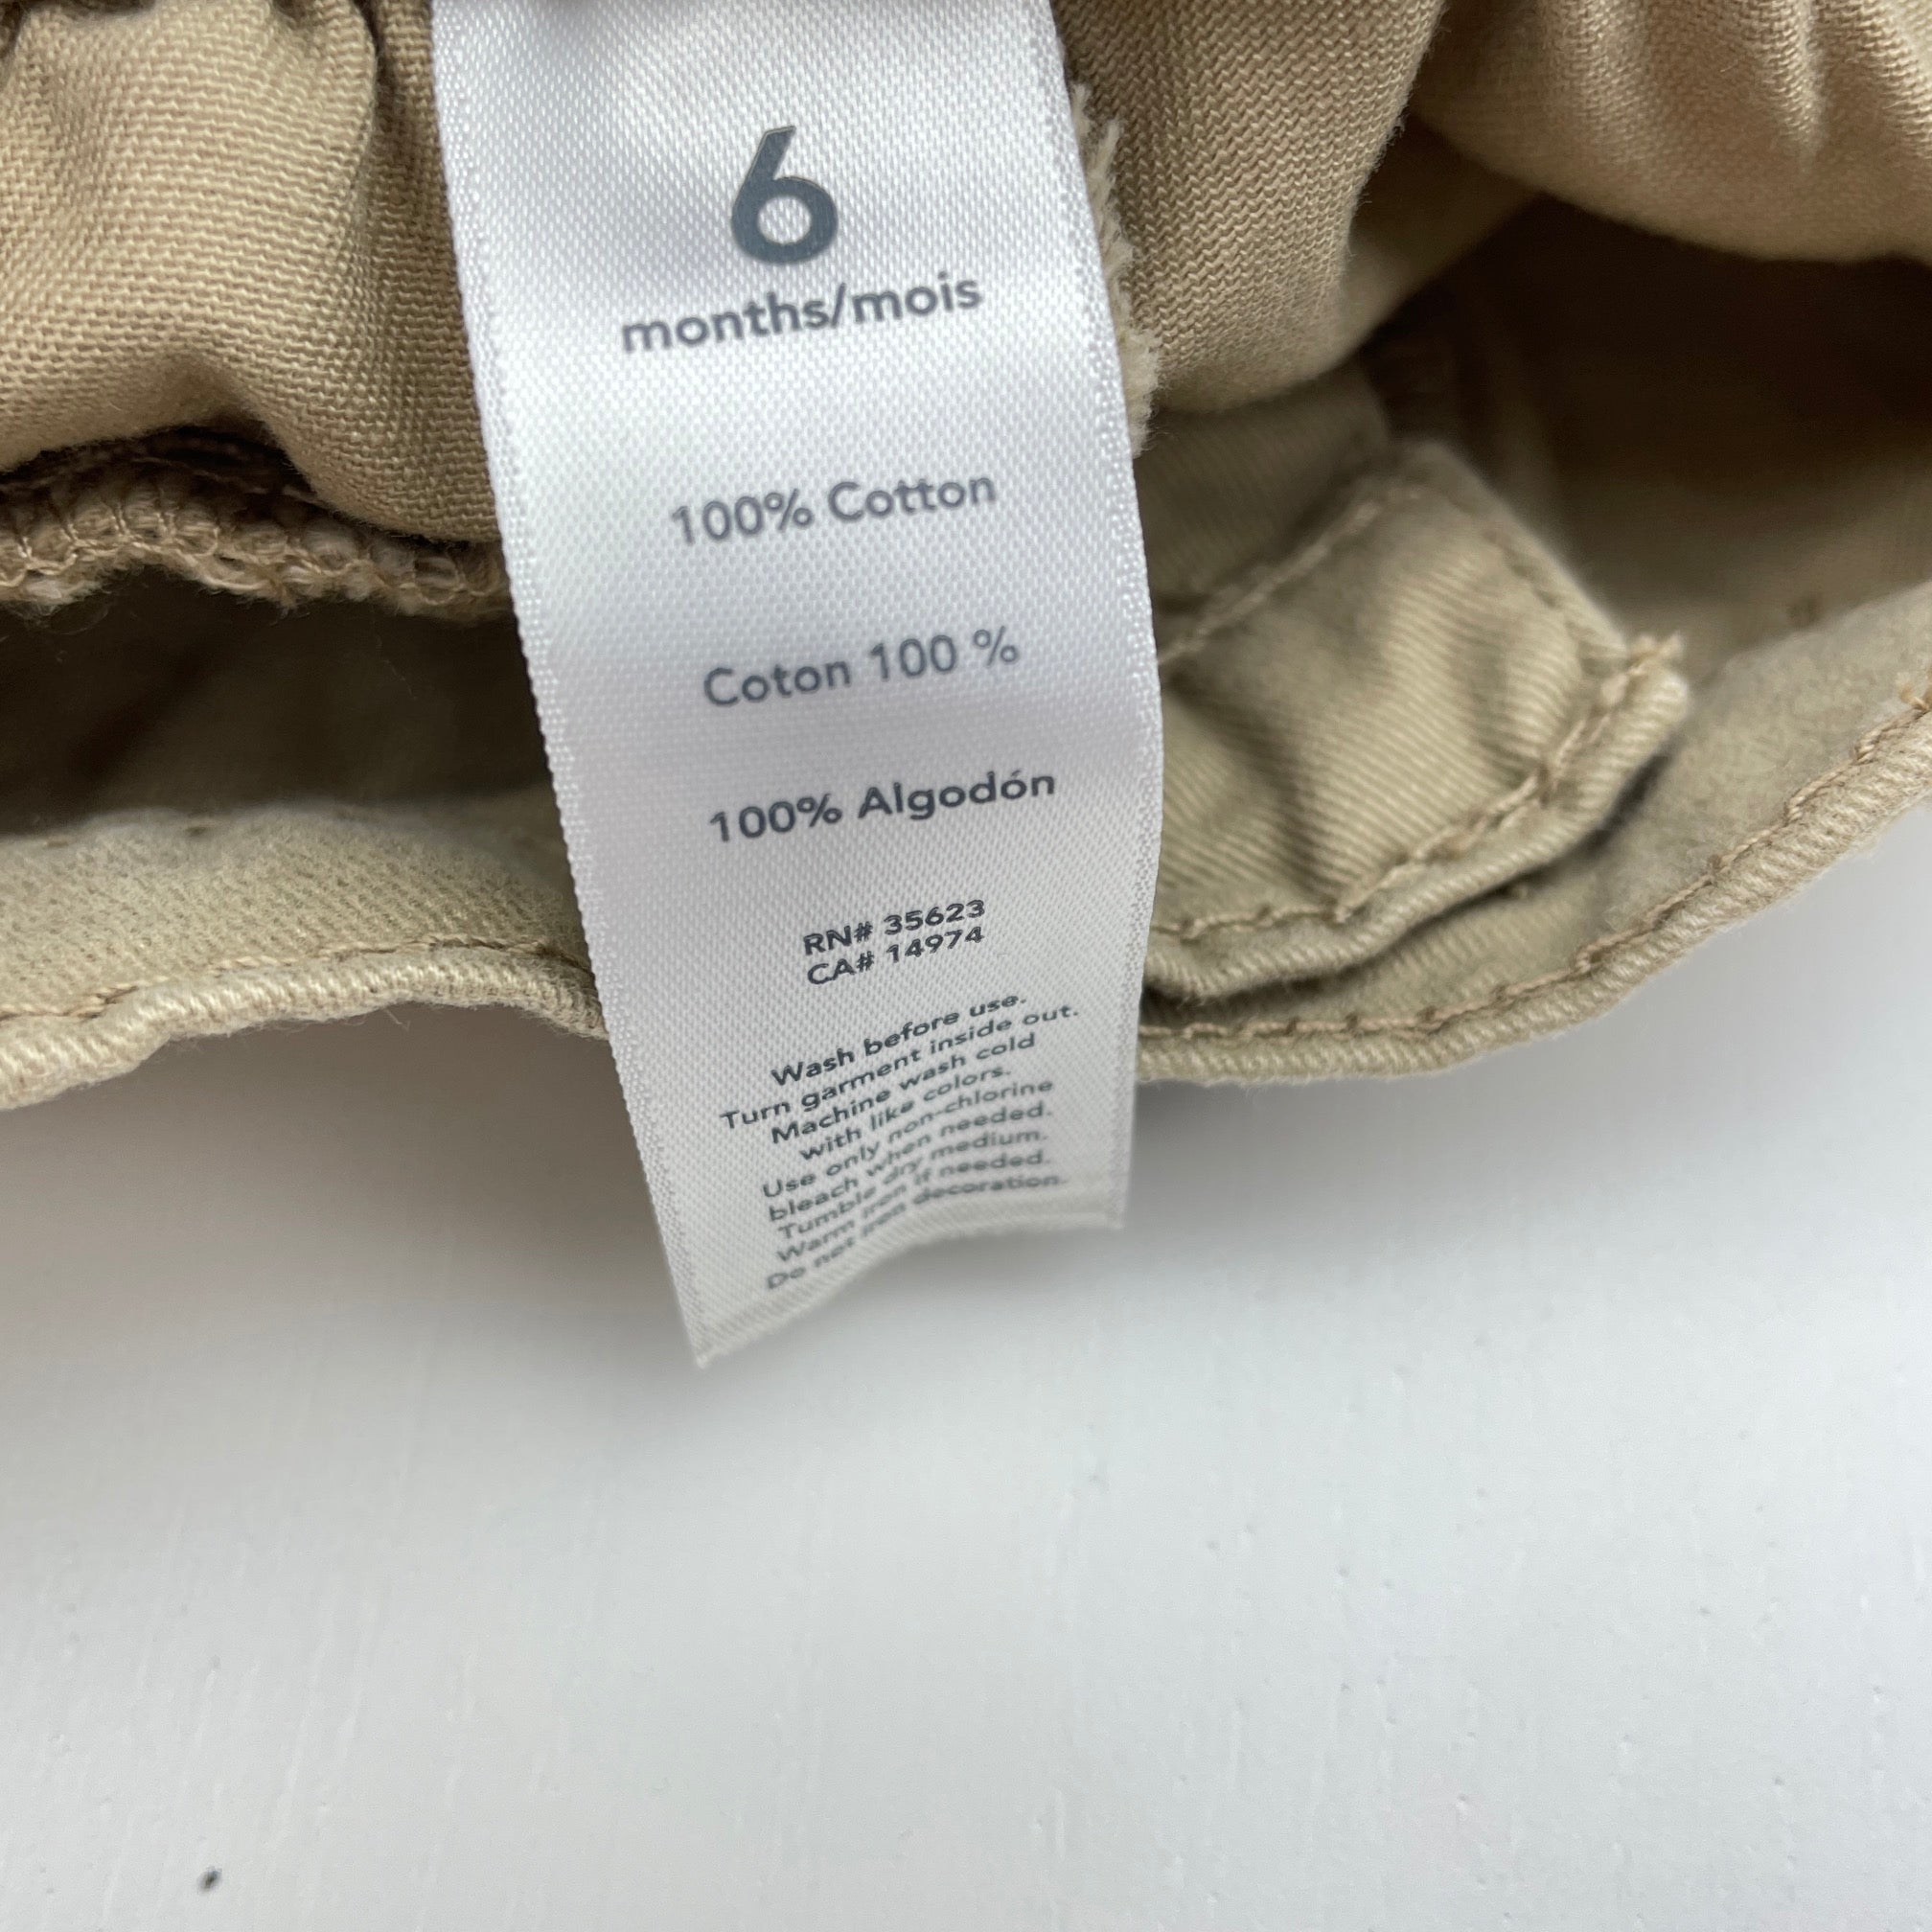 6
months/mois
100% Cotton
Coton 100 %
100% Algodón
RN# 35623
CA# 14974
Wash before use.
Turn garment inside out.
Machine wash cold
with like colors.
Use only non-chlorine
bleach when needed.
Tumble dry medium.
Warm iron if needed.
Do not iron decoration.